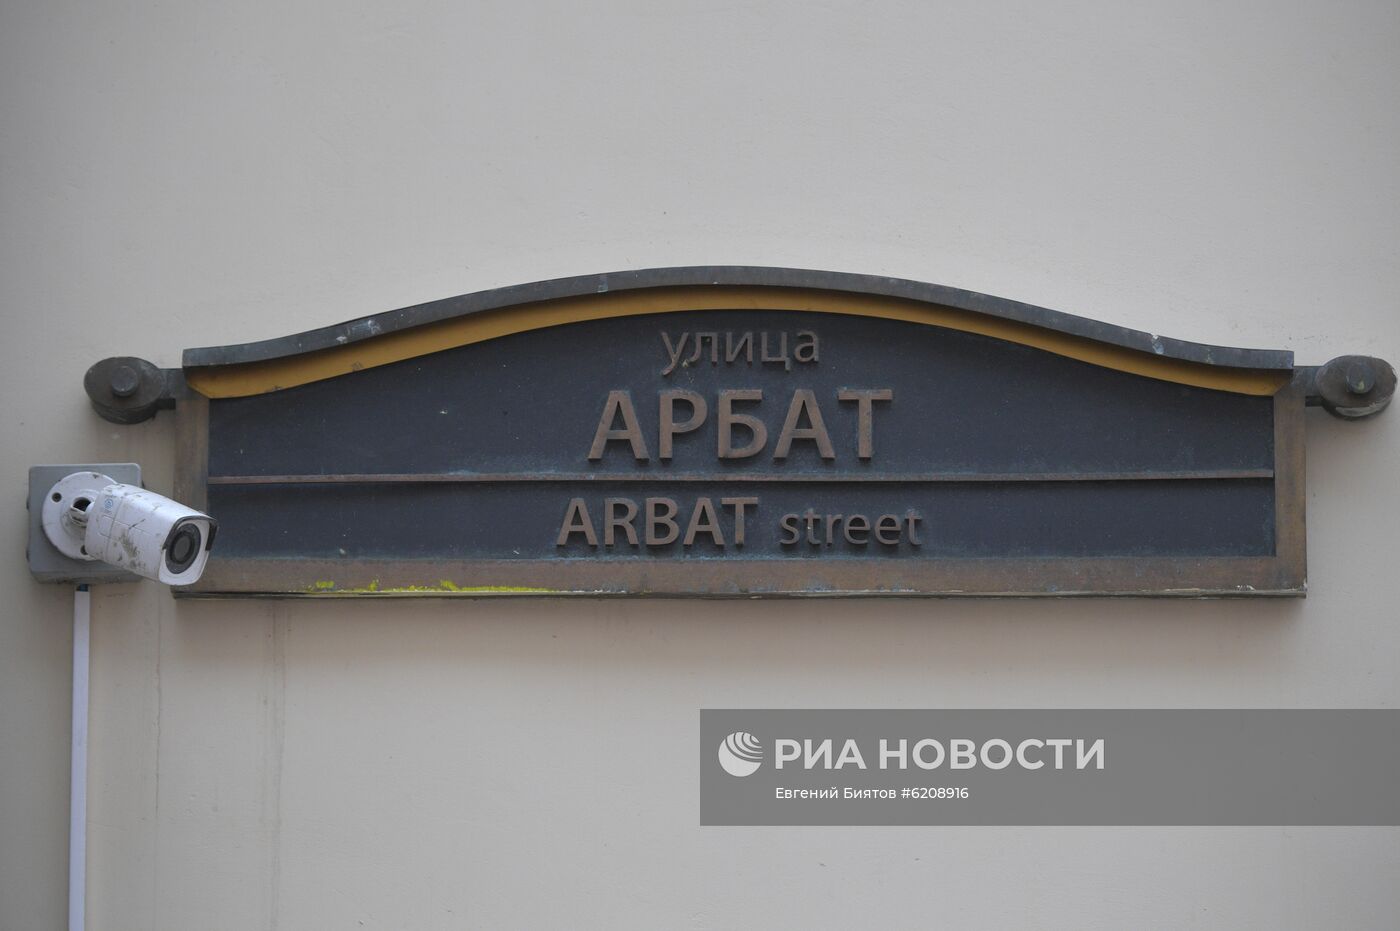 улица
АРБАТ
ARBAT street
РИА НОВОСТИ
Евгений Биятов #6208916